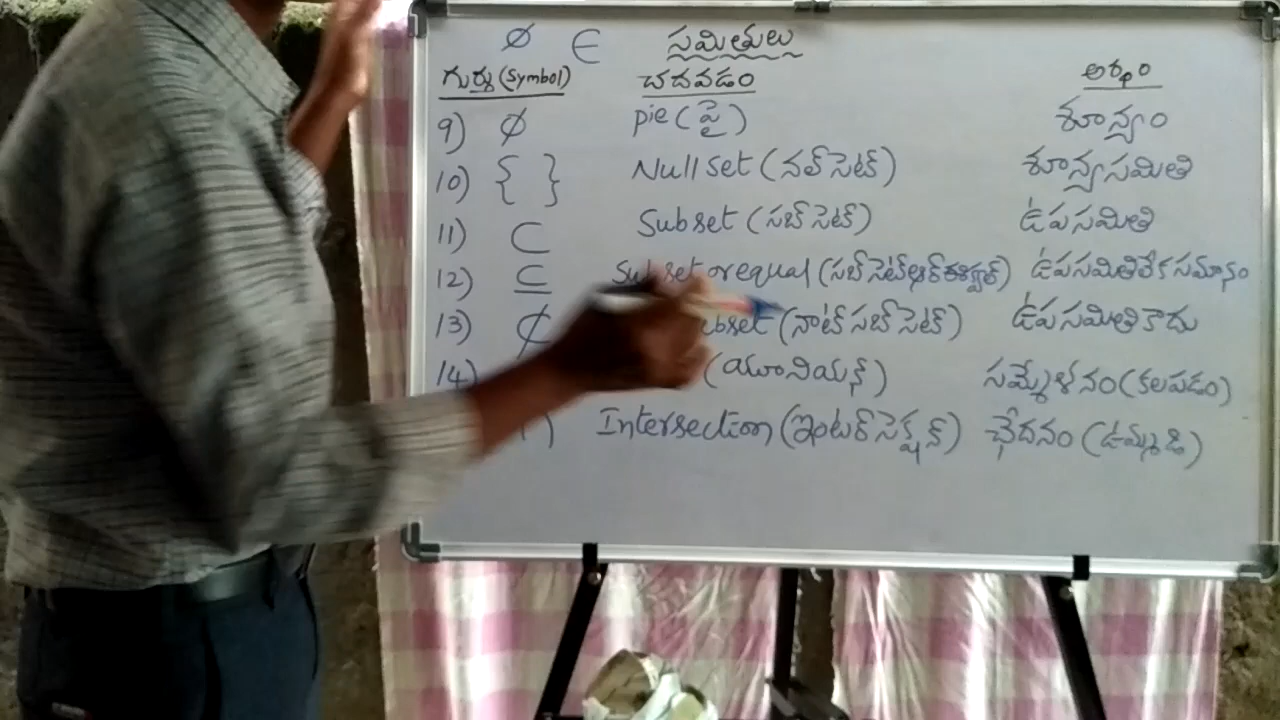 ∅ ∈ సమితులు
గుర్తు (Symbol) చదవడం అర్థం
9) ∅ pie (పై) శూన్యం
10) { } Null set (నల్ సెట్) శూన్యసమితి
11) ⊂ Subset (సబ్ సెట్) ఉపసమితి
12) ⊆ Subset or equal (సబ్ సెట్ ఆర్ ఈక్వల్) ఉపసమితి లేక సమానం
13) ⊄ (నాట్ సబ్ సెట్) ఉపసమితి కాదు
14) (యూనియన్) సమ్మేళనం (కలపడం)
Intersection (ఇంటర్ సెక్షన్) ఛేదనం (ఉమ్మడి)